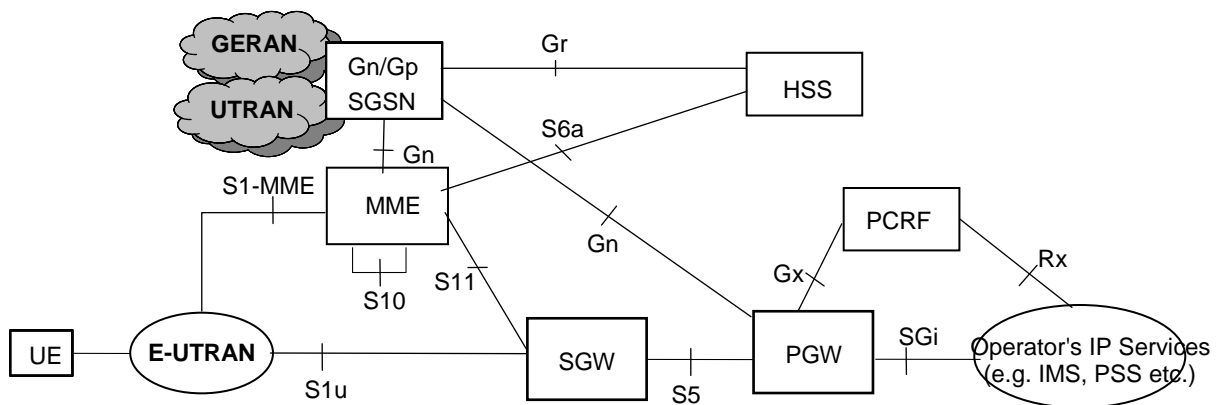 GERAN
Gr
Gn/Gp
SGSN
HSS
UTRAN
S6a
Gn
S1-MME
MME
PCRF
Gn
Rx
Gx
S11
S10
SGi
UE
E-UTRAN
SGW
PGW
Operator's IP Services
(e.g. IMS, PSS etc.)
S1u
S5